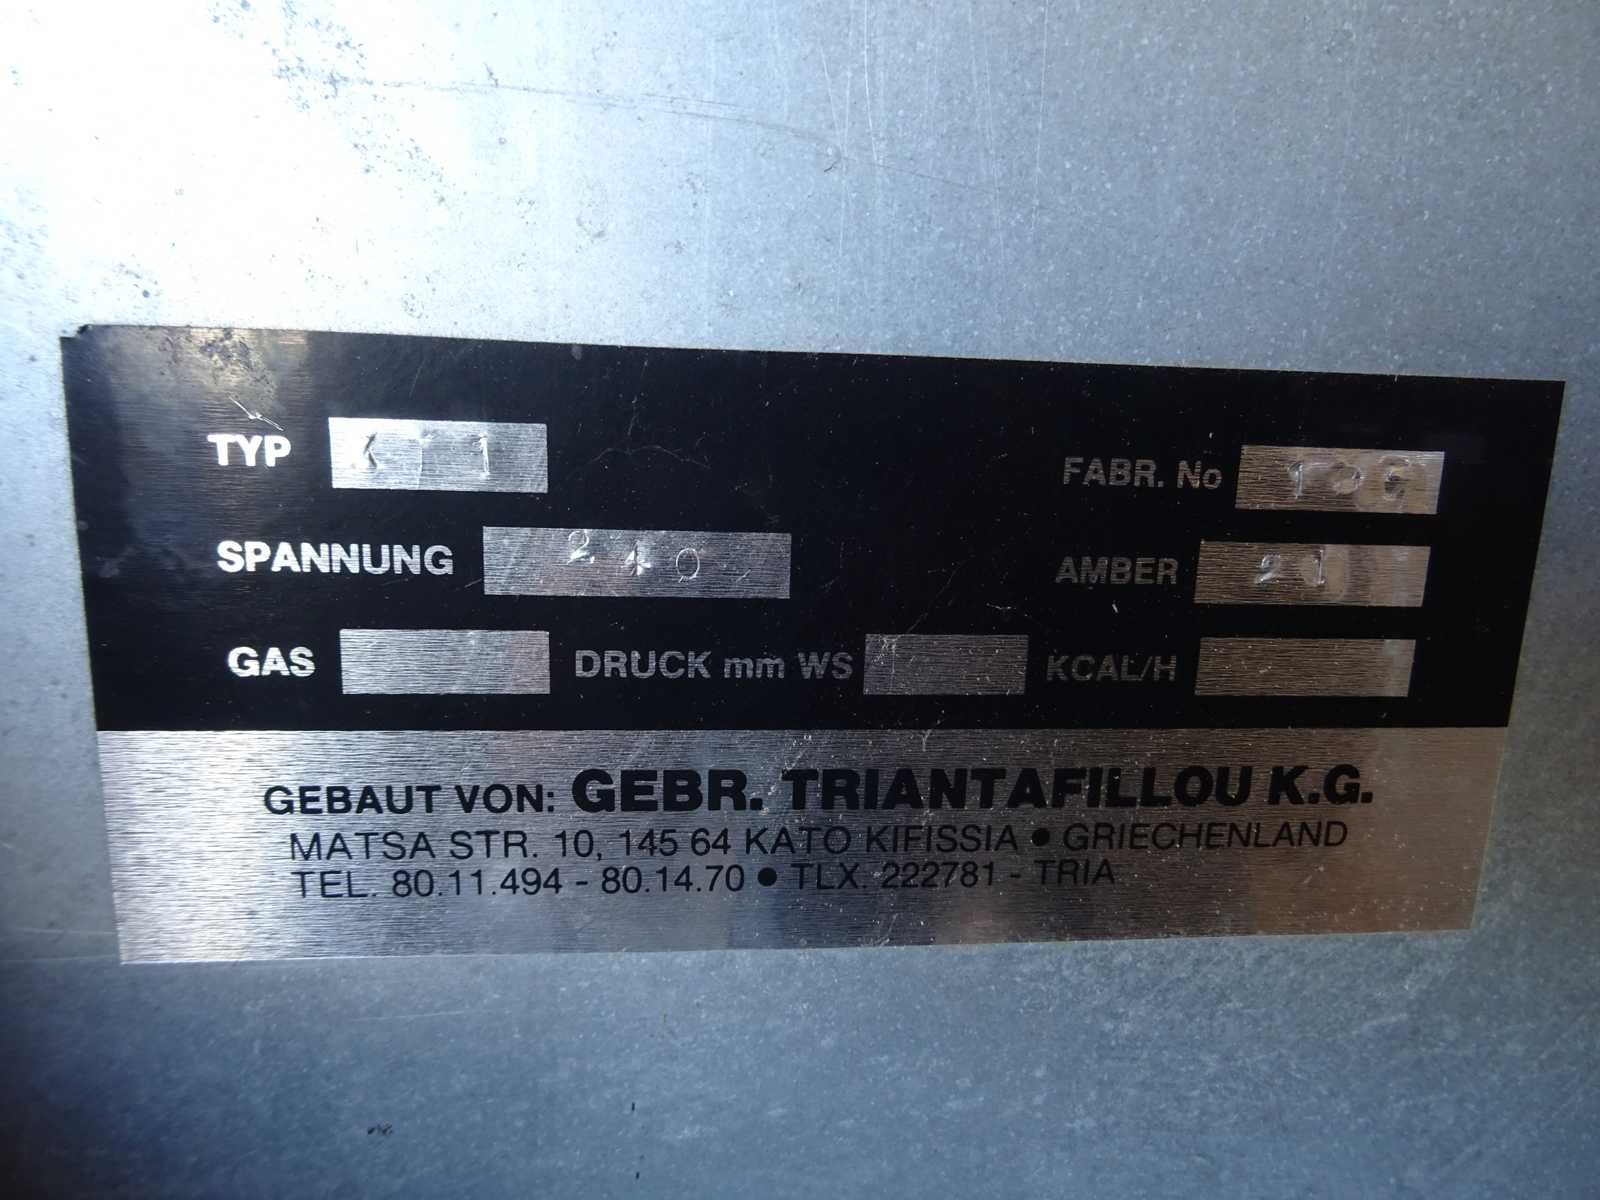 TYP KT1 FABR. No
SPANNUNG 240 AMBER
GAS DRUCK mm WS KCAL/H
GEBAUT VON: GEBR. TRIANTAFILLOU K.G.
MATSA STR. 10, 145 64 KATO KIFISSIA ● GRIECHENLAND
TEL. 80.11.494 - 80.14.70 ● TLX. 222781 - TRIA